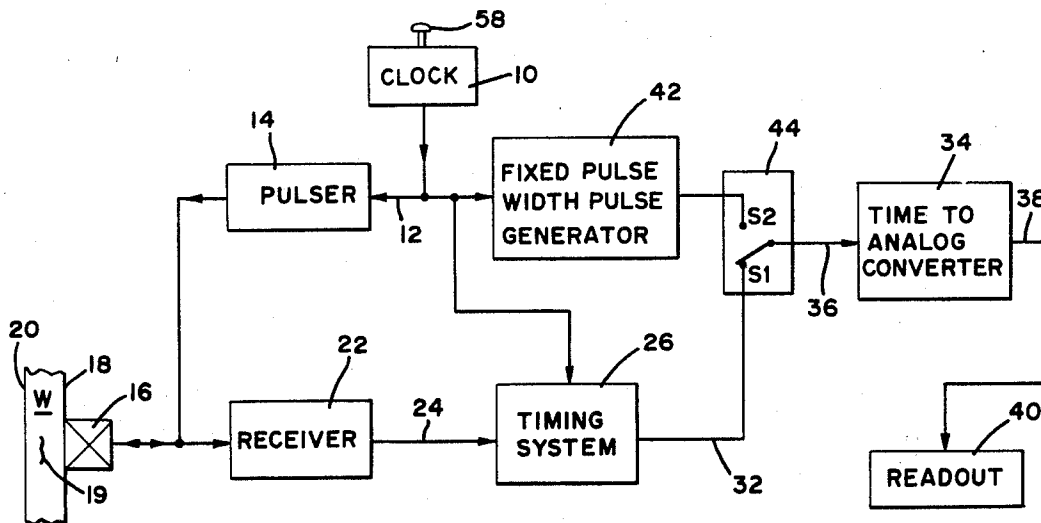 58
CLOCK
10
42
14
44
34
PULSER
FIXED PULSE
WIDTH PULSE
GENERATOR
S2
TIME TO
ANALOG
CONVERTER
38
12
S1
36
20
18
22
26
W
16
24
RECEIVER
TIMING
SYSTEM
40
32
READOUT
19